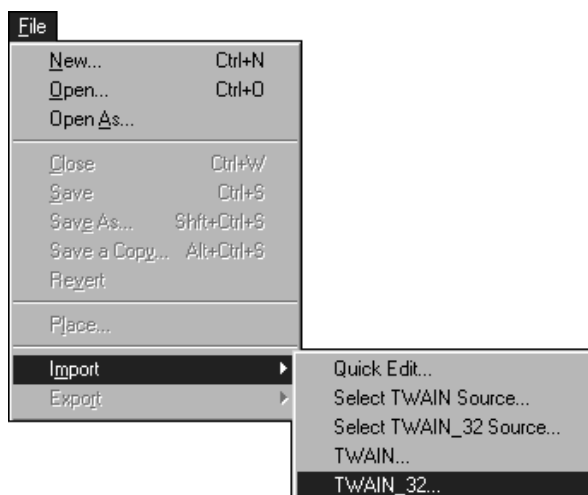 File
New... Ctrl+N
Open... Ctrl+O
Open As...
Close Ctrl+W
Save Ctrl+S
Save As... Shft+Ctrl+S
Save a Copy... Alt+Ctrl+S
Revert
Place...
Import
Export
Quick Edit...
Select TWAIN Source...
Select TWAIN_32 Source...
TWAIN...
TWAIN_32...